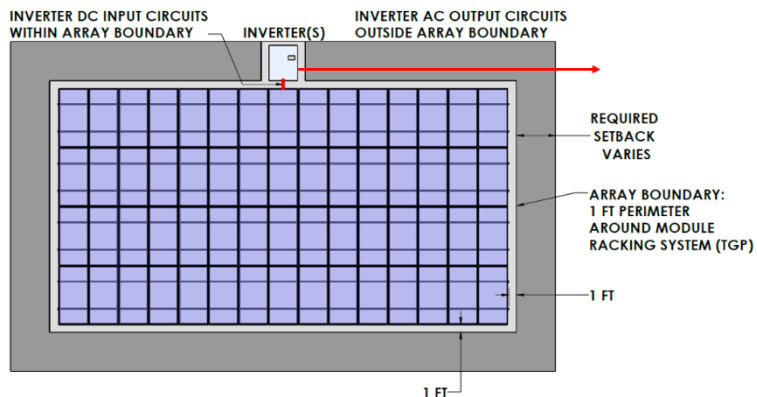 INVERTER DC INPUT CIRCUITS
WITHIN ARRAY BOUNDARY
INVERTER(S)
INVERTER AC OUTPUT CIRCUITS
OUTSIDE ARRAY BOUNDARY
REQUIRED
SETBACK
VARIES
ARRAY BOUNDARY:
1 FT PERIMETER
AROUND MODULE
RACKING SYSTEM (TGP)
1 FT
1 FT